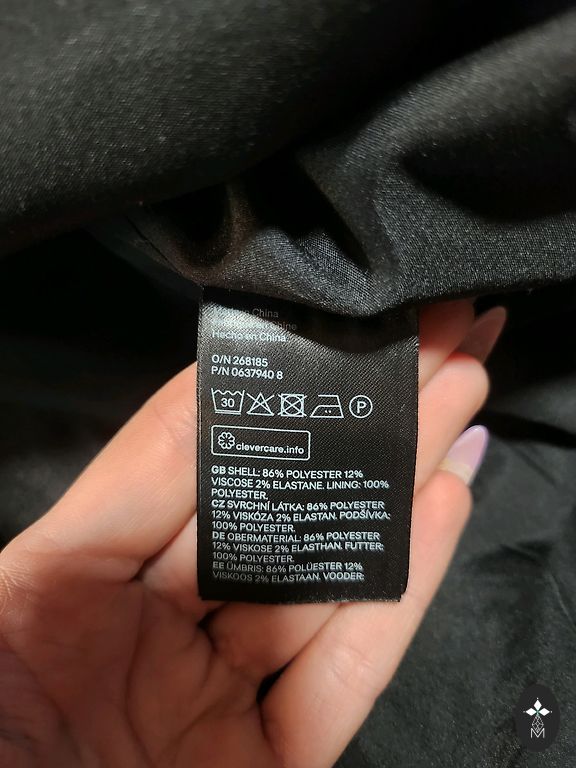 China
Hecho en China
O/N 268185
P/N 0637940 8
30
P
clevercare.info
GB SHELL: 86% POLYESTER 12%
VISCOSE 2% ELASTANE. LINING: 100%
POLYESTER.
CZ SVRCHNÍ LÁTKA: 86% POLYESTER
12% VISKÓZA 2% ELASTAN. PODŠÍVKA:
100% POLYESTER.
DE OBERMATERIAL: 86% POLYESTER
12% VISKOSE 2% ELASTHAN. FUTTER:
100% POLYESTER.
EE ÜMBRIS: 86% POLÜESTER 12%
VISKOOS 2% ELASTAAN. VOODER:
M